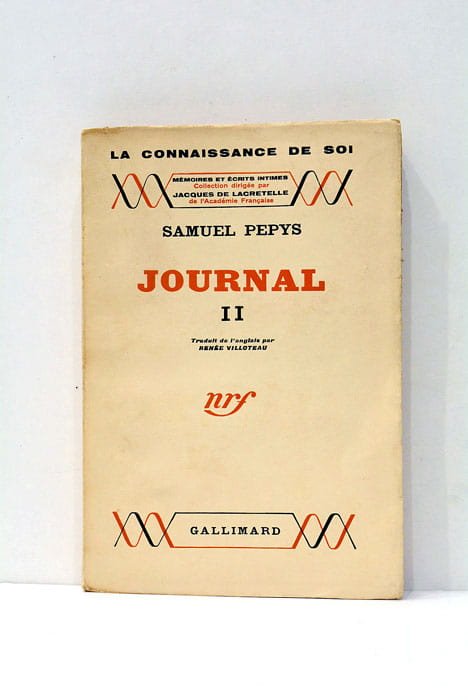 LA CONNAISSANCE DE SOI
MÉMOIRES ET ÉCRITS INTIMES
Collection dirigée par
JACQUES DE LACRETELLE
de l'Académie Française
SAMUEL PEPYS
JOURNAL
II
Traduit de l'anglais par
RENÉE VILLOTEAU
nrf
GALLIMARD